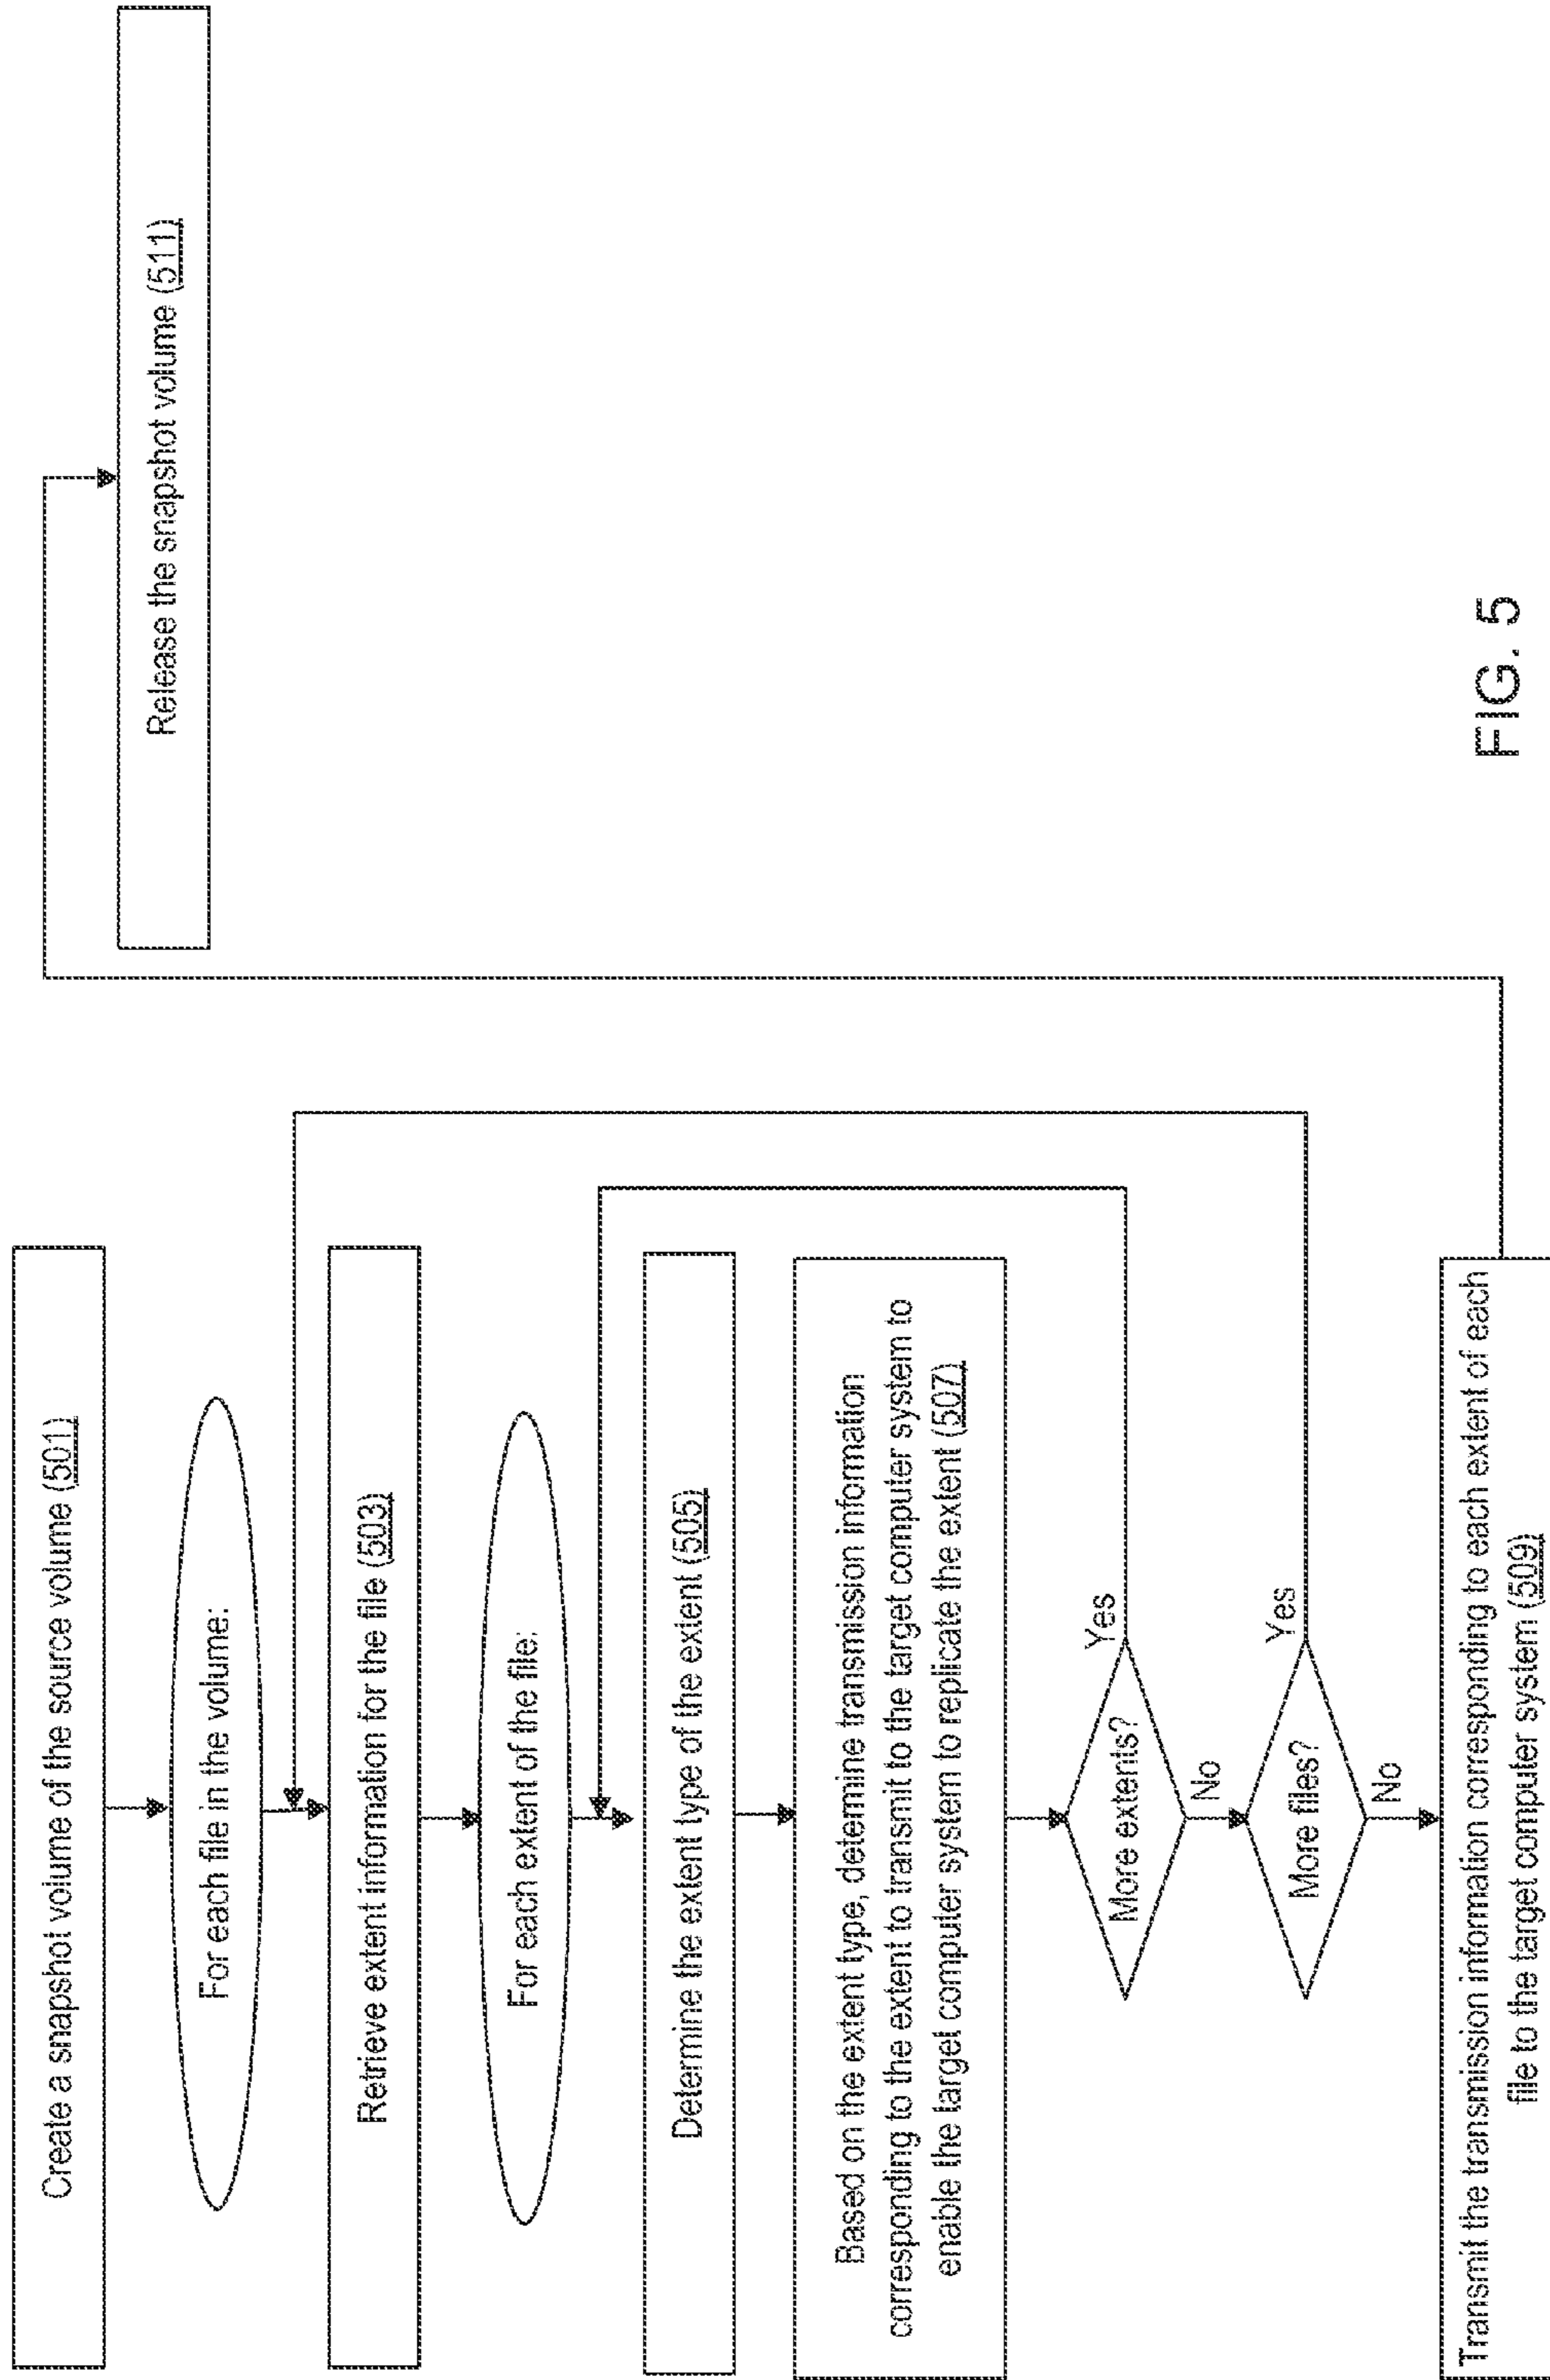 Create a snapshot volume of the source volume (501)
For each file in the volume:
Retrieve extent information for the file (503)
For each extent of the file:
Determine the extent type of the extent (505)
Based on the extent type, determine transmission information
corresponding to the extent to transmit to the target computer system to
enable the target computer system to replicate the extent (507)
More extents?
Yes
No
More files?
Yes
No
Transmit the transmission information corresponding to each extent of each
file to the target computer system (509)
Release the snapshot volume (511)
FIG. 5